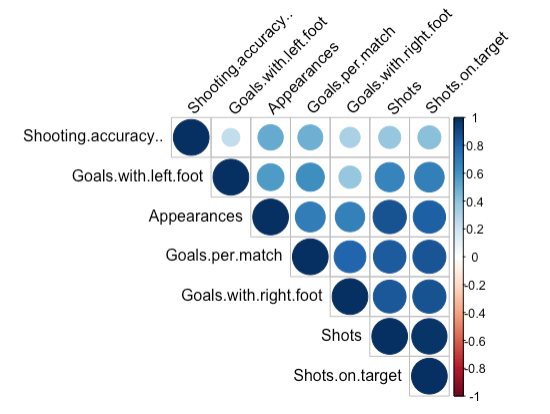 Shooting.accuracy..
Goals.with.left.foot
Appearances
Goals.per.match
Goals.with.right.foot
Shots
Shots.on.target
Shooting.accuracy..
Goals.with.left.foot
Appearances
Goals.per.match
Goals.with.right.foot
Shots
Shots.on.target
1
0.8
0.6
0.4
0.2
0
-0.2
-0.4
-0.6
-0.8
-1